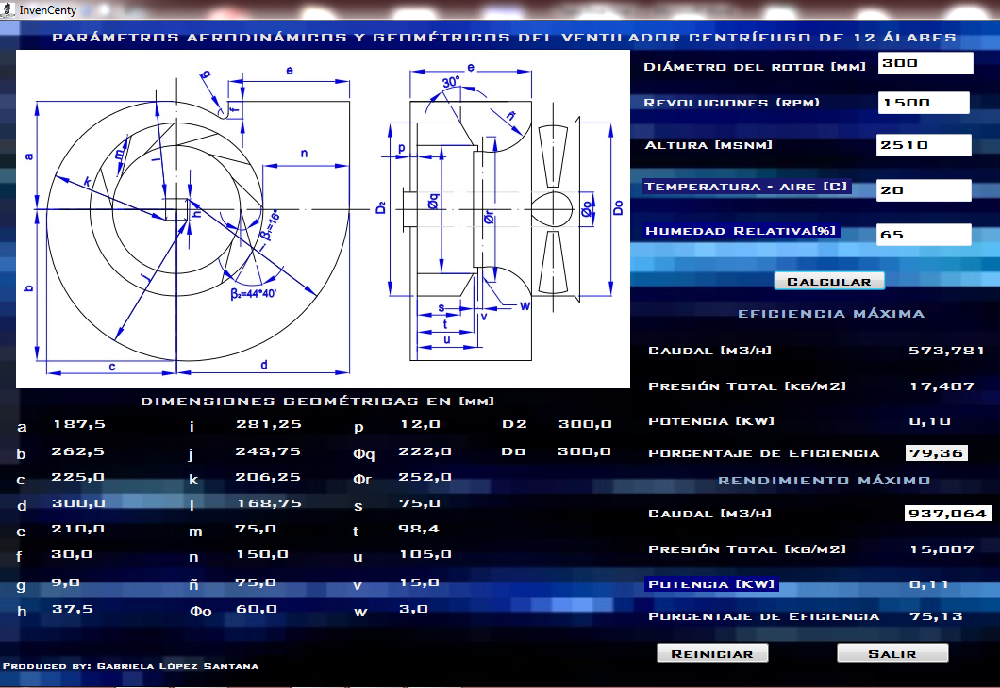 InvenCenty
PARÁMETROS AERODINÁMICOS Y GEOMÉTRICOS DEL VENTILADOR CENTRÍFUGO DE 12 ÁLABES
g e
f
a
m l n
k
h
β₁=16°
j
b
β₂=44°40'
c d
e
30°
ñ
p
D₂ Øq Ør Øo Do
s w
v
t
u
DIÁMETRO DEL ROTOR [MM] 300
REVOLUCIONES (RPM) 1500
ALTURA [MSNM] 2510
TEMPERATURA - AIRE [C] 20
HUMEDAD RELATIVA[%] 65
CALCULAR
EFICIENCIA MÁXIMA
CAUDAL [M3/H] 573,781
PRESIÓN TOTAL [KG/M2] 17,407
POTENCIA [KW] 0,10
PORCENTAJE DE EFICIENCIA 79,36
RENDIMIENTO MÁXIMO
CAUDAL [M3/H] 937,064
PRESIÓN TOTAL [KG/M2] 15,007
POTENCIA [KW] 0,11
PORCENTAJE DE EFICIENCIA 75,13
REINICIAR SALIR
DIMENSIONES GEOMÉTRICAS EN [MM]
a 187,5 i 281,25 p 12,0 D2 300,0
b 262,5 j 243,75 Φq 222,0 Do 300,0
c 225,0 k 206,25 Φr 252,0
d 300,0 l 168,75 s 75,0
e 210,0 m 75,0 t 98,4
f 30,0 n 150,0 u 105,0
g 9,0 ñ 75,0 v 15,0
h 37,5 Φo 60,0 w 3,0
PRODUCED BY: GABRIELA LÓPEZ SANTANA